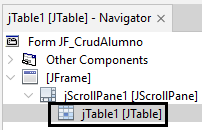 jTable1 [JTable] - Navigator
Form JF_CrudAlumno
Other Components
[JFrame]
jScrollPane1 [JScrollPane]
jTable1 [JTable]